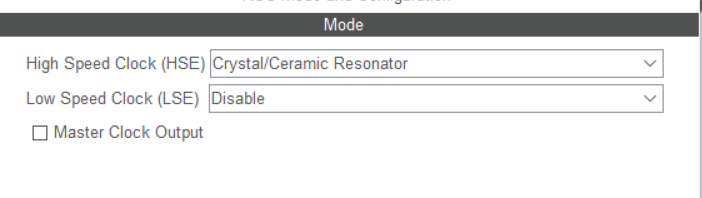 Mode
High Speed Clock (HSE) Crystal/Ceramic Resonator
Low Speed Clock (LSE) Disable
Master Clock Output